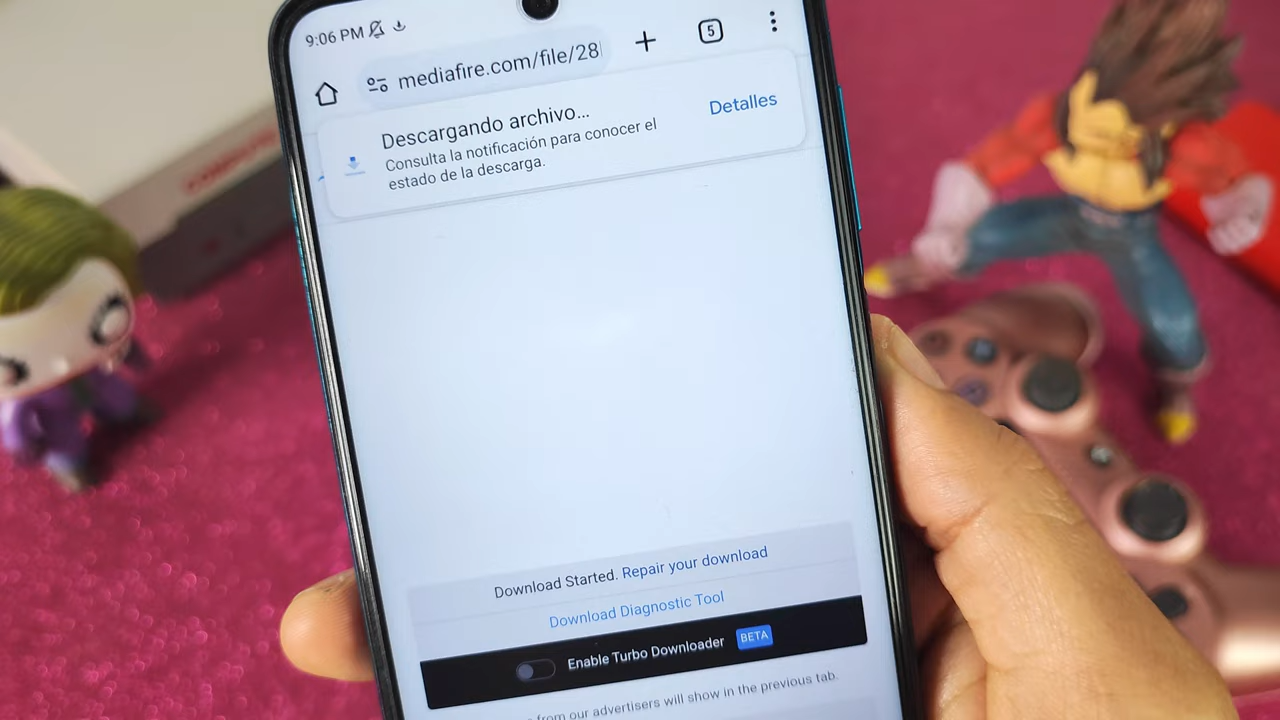 9:06 PM
mediafire.com/file/28
5
Descargando archivo...
Consulta la notificación para conocer el
estado de la descarga.
Detalles
Download Started. Repair your download
Download Diagnostic Tool
Enable Turbo Downloader BETA
from our advertisers will show in the previous tab.